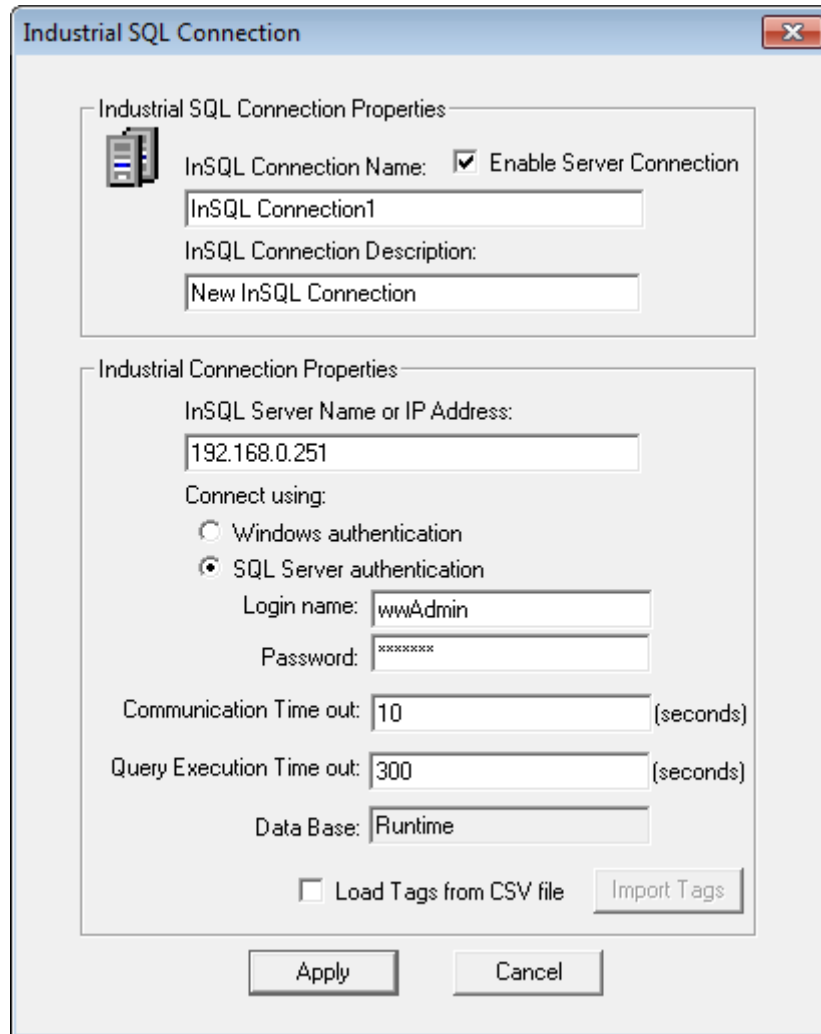 Industrial SQL Connection
Industrial SQL Connection Properties
InSQL Connection Name: Enable Server Connection
InSQL Connection1
InSQL Connection Description:
New InSQL Connection
Industrial Connection Properties
InSQL Server Name or IP Address:
192.168.0.251
Connect using:
Windows authentication
SQL Server authentication
Login name: wwAdmin
Password: *******
Communication Time out: 10 (seconds)
Query Execution Time out: 300 (seconds)
Data Base: Runtime
Load Tags from CSV file Import Tags
Apply Cancel